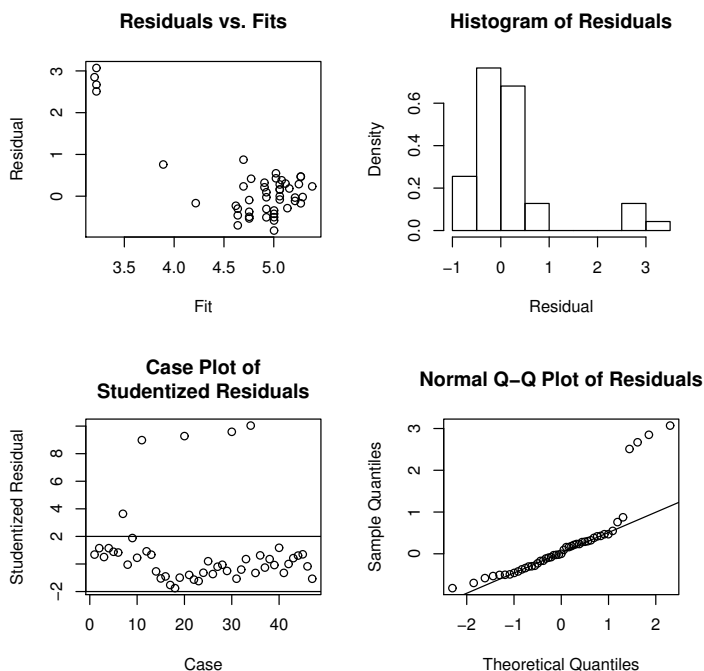 Residuals vs. Fits
Residual
3
2
1
0
3.5 4.0 4.5 5.0
Fit
Histogram of Residuals
Density
0.6
0.4
0.2
0.0
−1 0 1 2 3
Residual
Case Plot of
Studentized Residuals
Studentized Residual
8
6
4
2
−2
0 10 20 30 40
Case
Normal Q−Q Plot of Residuals
Sample Quantiles
3
2
1
0
−2 −1 0 1 2
Theoretical Quantiles